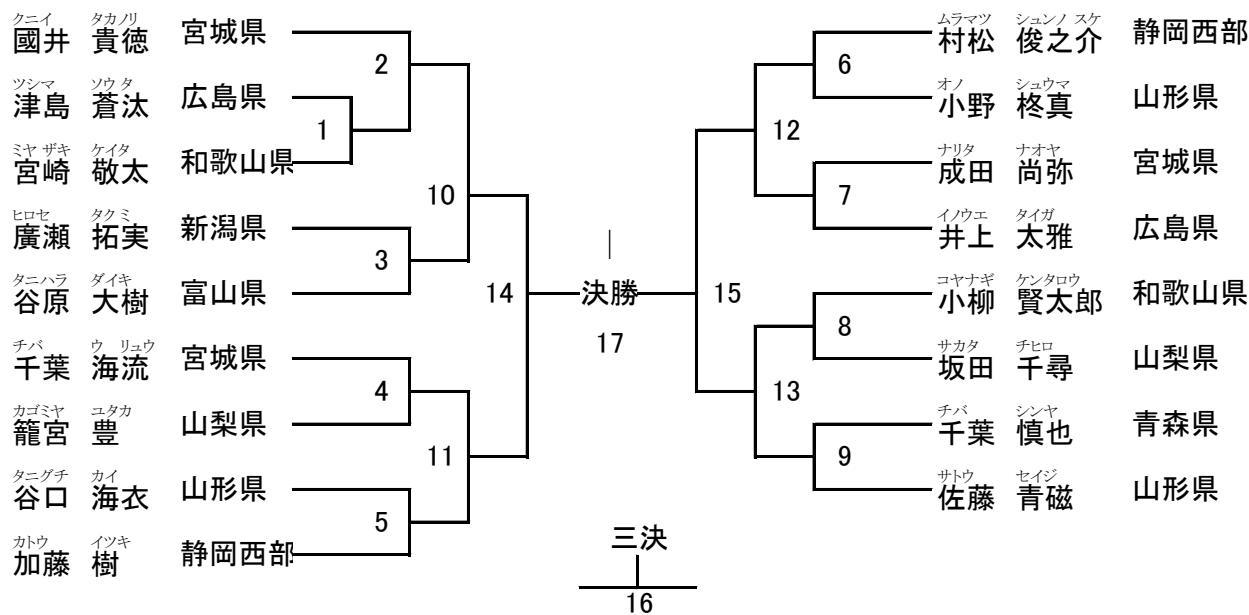 クニイ タカノリ
國井 貴徳 宮城県
2
ツシマ ソウタ
津島 蒼汰 広島県
1
ミヤザキ ケイタ
宮崎 敬太 和歌山県
10
ヒロセ タクミ
廣瀬 拓実 新潟県
3
タニハラ ダイキ
谷原 大樹 富山県
14
チバ ウリュウ
千葉 海流 宮城県
4
カゴミヤ ユタカ
籠宮 豊 山梨県
11
タニグチ カイ
谷口 海衣 山形県
5
カトウ イツキ
加藤 樹 静岡西部
決勝
17
三決
16
ムラマツ シュンノスケ
村松 俊之介 静岡西部
6
オノ シュウマ
小野 柊真 山形県
12
ナリタ ナオヤ
成田 尚弥 宮城県
7
イノウエ タイガ
井上 太雅 広島県
15
コヤナギ ケンタロウ
小柳 賢太郎 和歌山県
8
サカタ チヒロ
坂田 千尋 山梨県
13
チバ シンヤ
千葉 慎也 青森県
9
サトウ セイジ
佐藤 青磁 山形県